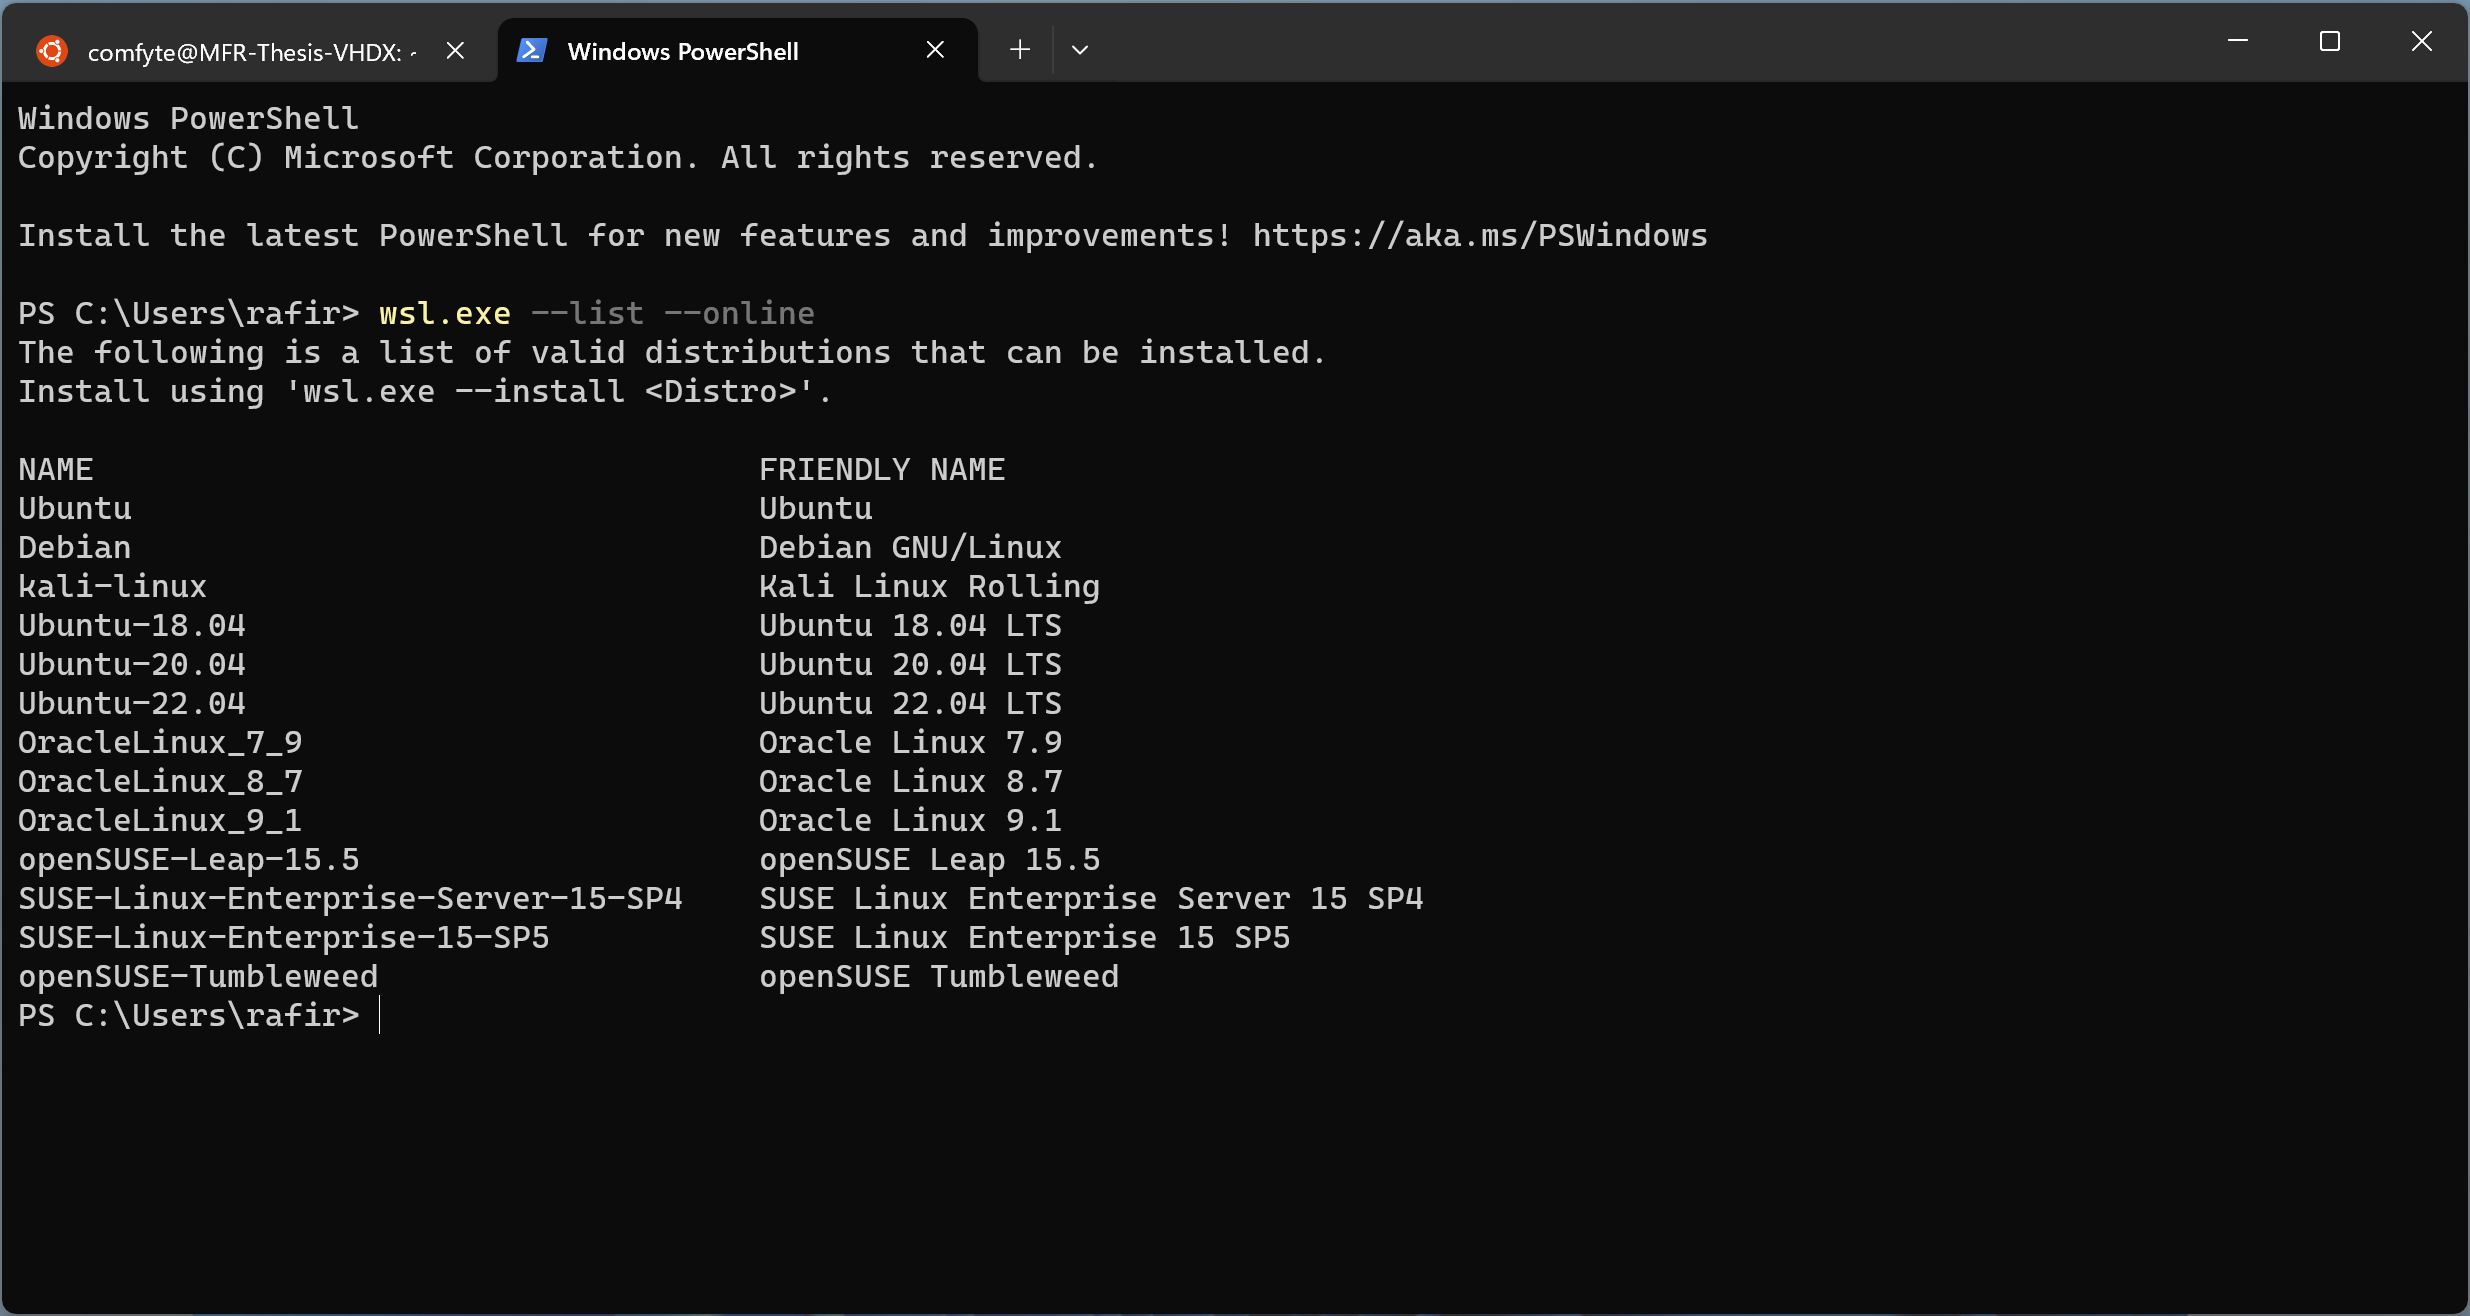 comfyte@MFR-Thesis-VHDX: ~
Windows PowerShell
Windows PowerShell
Copyright (C) Microsoft Corporation. All rights reserved.
Install the latest PowerShell for new features and improvements! https://aka.ms/PSWindows
PS C:\Users\rafir> wsl.exe --list --online
The following is a list of valid distributions that can be installed.
Install using 'wsl.exe --install <Distro>'.
NAME FRIENDLY NAME
Ubuntu Ubuntu
Debian Debian GNU/Linux
kali-linux Kali Linux Rolling
Ubuntu-18.04 Ubuntu 18.04 LTS
Ubuntu-20.04 Ubuntu 20.04 LTS
Ubuntu-22.04 Ubuntu 22.04 LTS
OracleLinux_7_9 Oracle Linux 7.9
OracleLinux_8_7 Oracle Linux 8.7
OracleLinux_9_1 Oracle Linux 9.1
openSUSE-Leap-15.5 openSUSE Leap 15.5
SUSE-Linux-Enterprise-Server-15-SP4 SUSE Linux Enterprise Server 15 SP4
SUSE-Linux-Enterprise-15-SP5 SUSE Linux Enterprise 15 SP5
openSUSE-Tumbleweed openSUSE Tumbleweed
PS C:\Users\rafir>